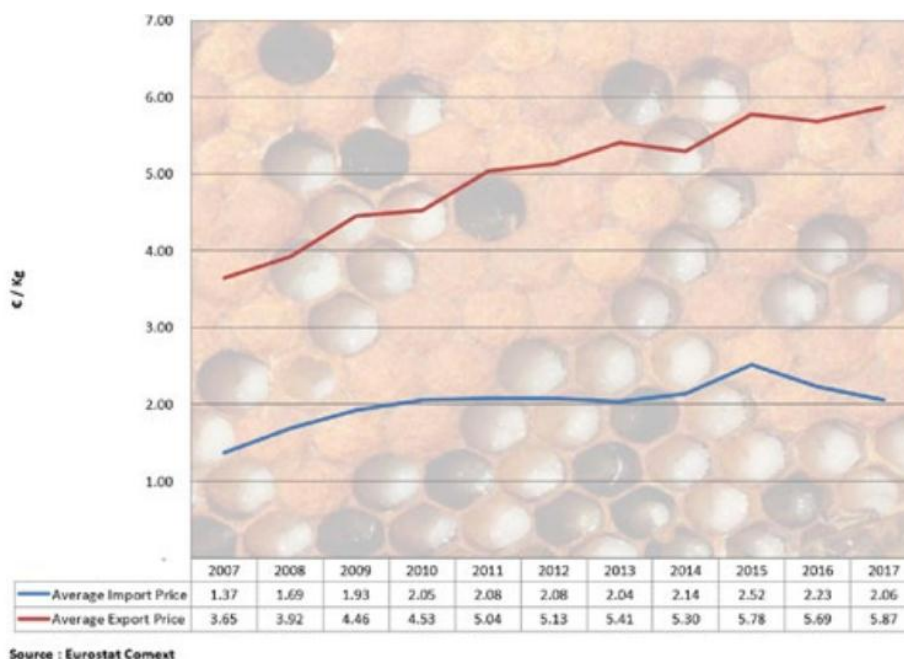 7.00
6.00
5.00
4.00
3.00
2.00
1.00
-
€ / Kg
2007 2008 2009 2010 2011 2012 2013 2014 2015 2016 2017
Average Import Price 1.37 1.69 1.93 2.05 2.08 2.08 2.04 2.14 2.52 2.23 2.06
Average Export Price 3.65 3.92 4.46 4.53 5.04 5.13 5.41 5.30 5.78 5.69 5.87
Source : Eurostat Comext